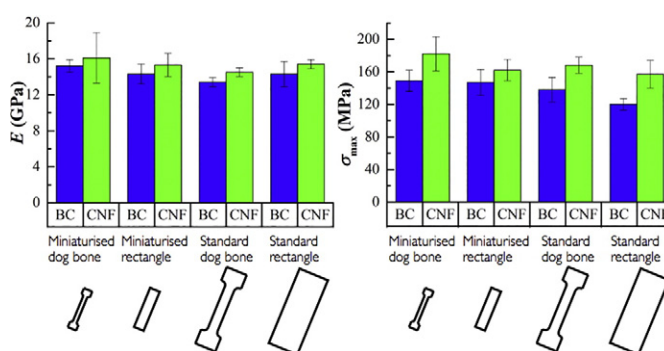 20
16
12
8
4
0
E (GPa)
BC CNF BC CNF BC CNF BC CNF
Miniaturised dog bone
Miniaturised rectangle
Standard dog bone
Standard rectangle
200
160
120
80
40
0
σmax (MPa)
BC CNF BC CNF BC CNF BC CNF
Miniaturised dog bone
Miniaturised rectangle
Standard dog bone
Standard rectangle